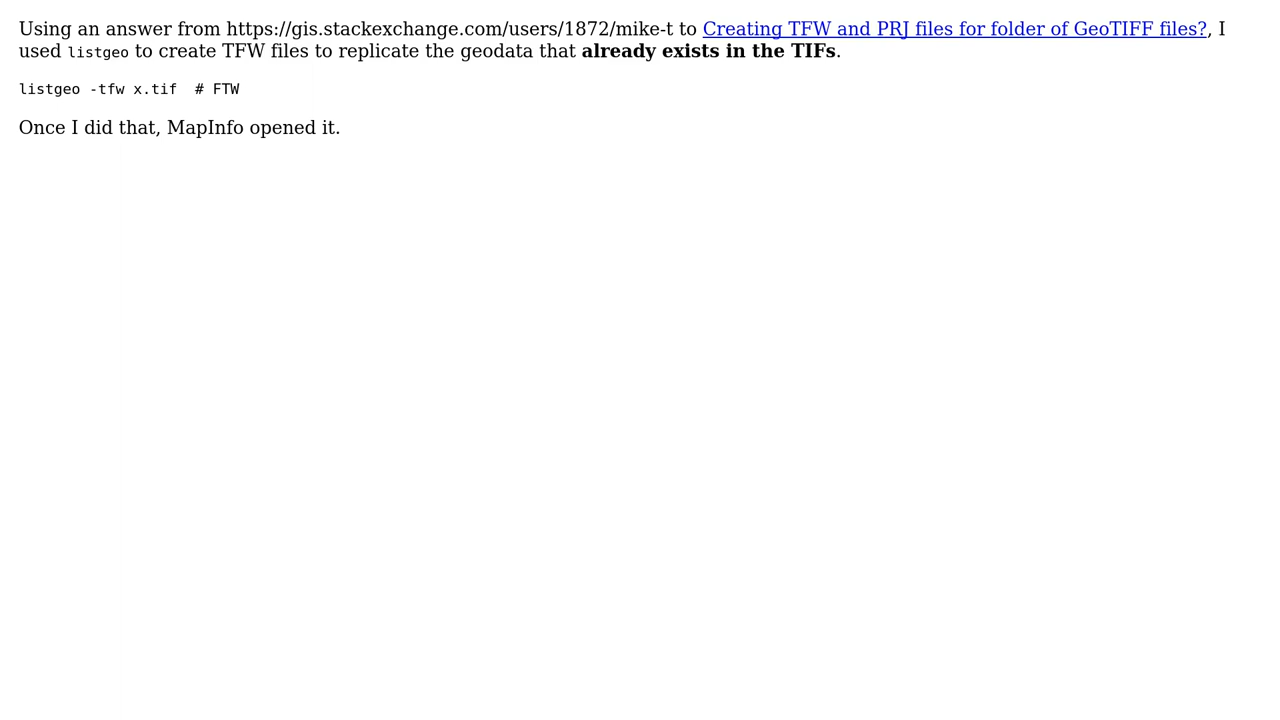 Using an answer from https://gis.stackexchange.com/users/1872/mike-t to Creating TFW and PRJ files for folder of GeoTIFF files?, I
used listgeo to create TFW files to replicate the geodata that already exists in the TIFs.
listgeo -tfw x.tif  # FTW
Once I did that, MapInfo opened it.